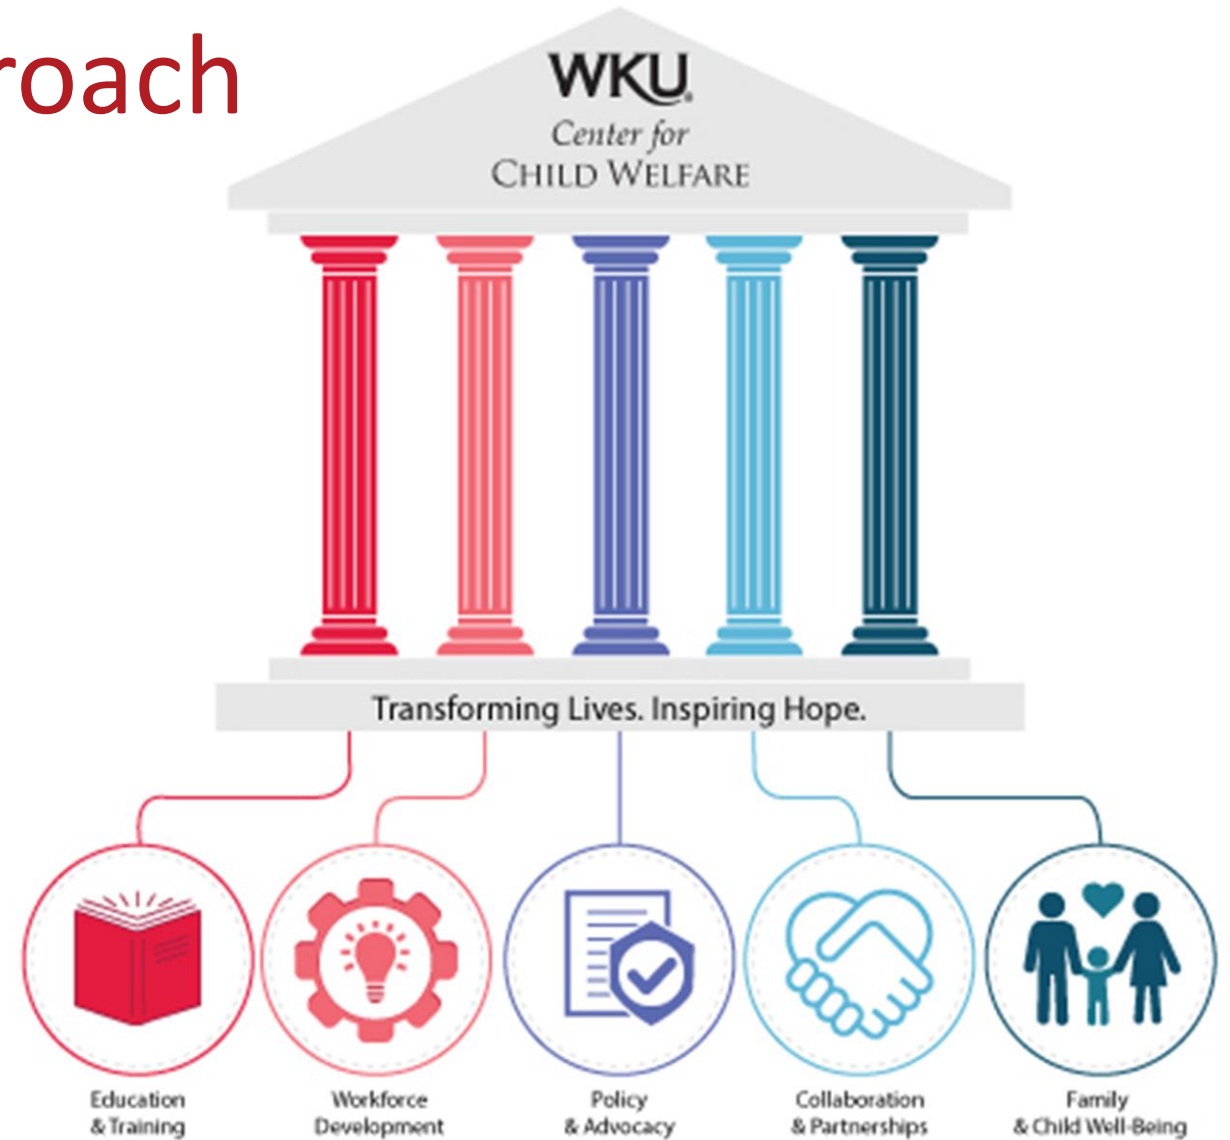 roach
WKU®
Center for
CHILD WELFARE
Transforming Lives. Inspiring Hope.
Education
& Training
Workforce
Development
Policy
& Advocacy
Collaboration
& Partnerships
Family
& Child Well-Being